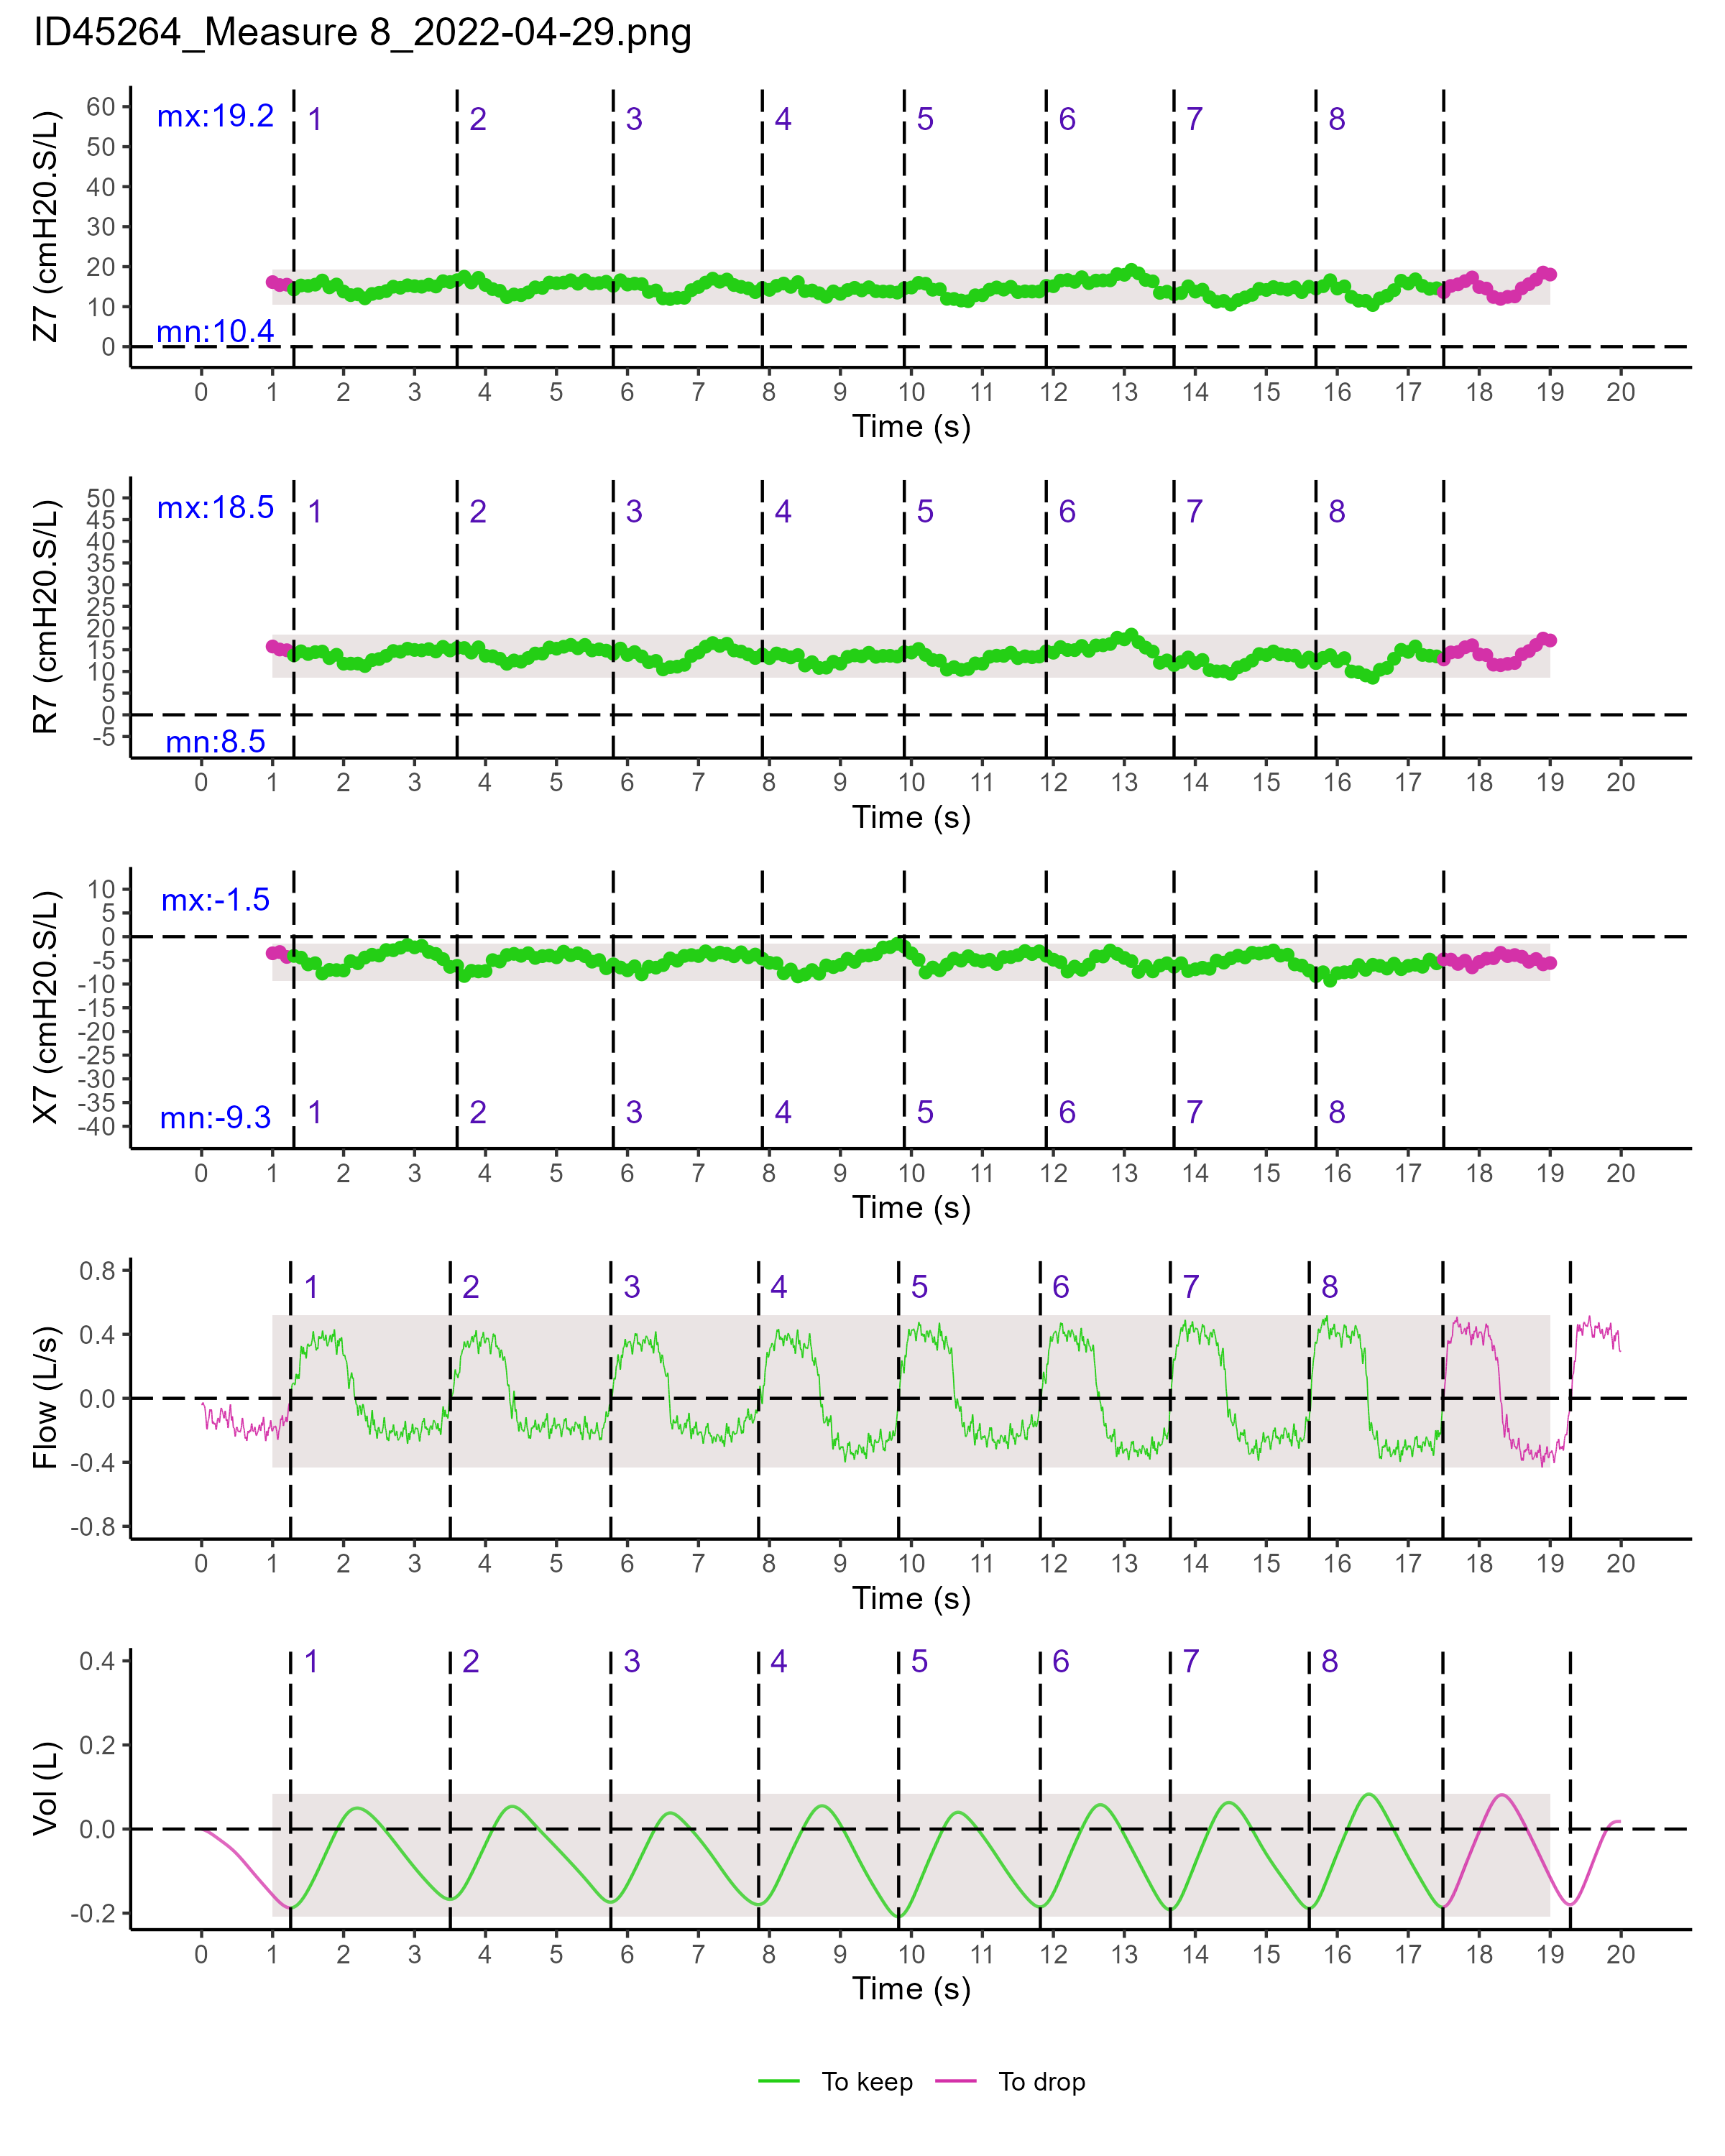 ID45264_Measure 8_2022-04-29.png
Z7 (cmH20.S/L)
60
50
40
30
20
10
0
mx:19.2
mn:10.4
1 2 3 4 5 6 7 8
0 1 2 3 4 5 6 7 8 9 10 11 12 13 14 15 16 17 18 19 20
Time (s)
R7 (cmH20.S/L)
50
45
40
35
30
25
20
15
10
5
0
-5
mx:18.5
mn:8.5
1 2 3 4 5 6 7 8
0 1 2 3 4 5 6 7 8 9 10 11 12 13 14 15 16 17 18 19 20
Time (s)
X7 (cmH20.S/L)
10
5
0
-5
-10
-15
-20
-25
-30
-35
-40
mx:-1.5
mn:-9.3
1 2 3 4 5 6 7 8
0 1 2 3 4 5 6 7 8 9 10 11 12 13 14 15 16 17 18 19 20
Time (s)
Flow (L/s)
0.8
0.4
0.0
-0.4
-0.8
1 2 3 4 5 6 7 8
0 1 2 3 4 5 6 7 8 9 10 11 12 13 14 15 16 17 18 19 20
Time (s)
Vol (L)
0.4
0.2
0.0
-0.2
1 2 3 4 5 6 7 8
0 1 2 3 4 5 6 7 8 9 10 11 12 13 14 15 16 17 18 19 20
Time (s)
To keep To drop